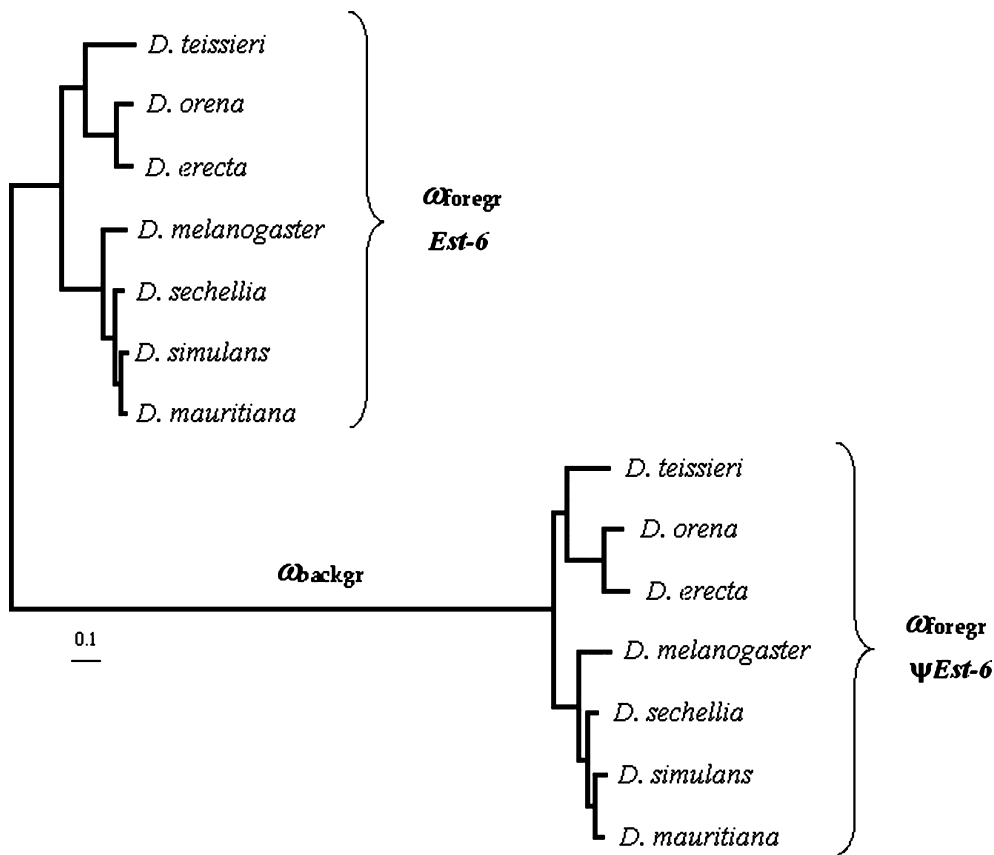 D. teissieri
D. orena
D. erecta
D. melanogaster
D. sechellia
D. simulans
D. mauritiana
ωforegr
Est-6
D. teissieri
D. orena
D. erecta
D. melanogaster
D. sechellia
D. simulans
D. mauritiana
ωforegr
ψEst-6
ωbackgr
0.1